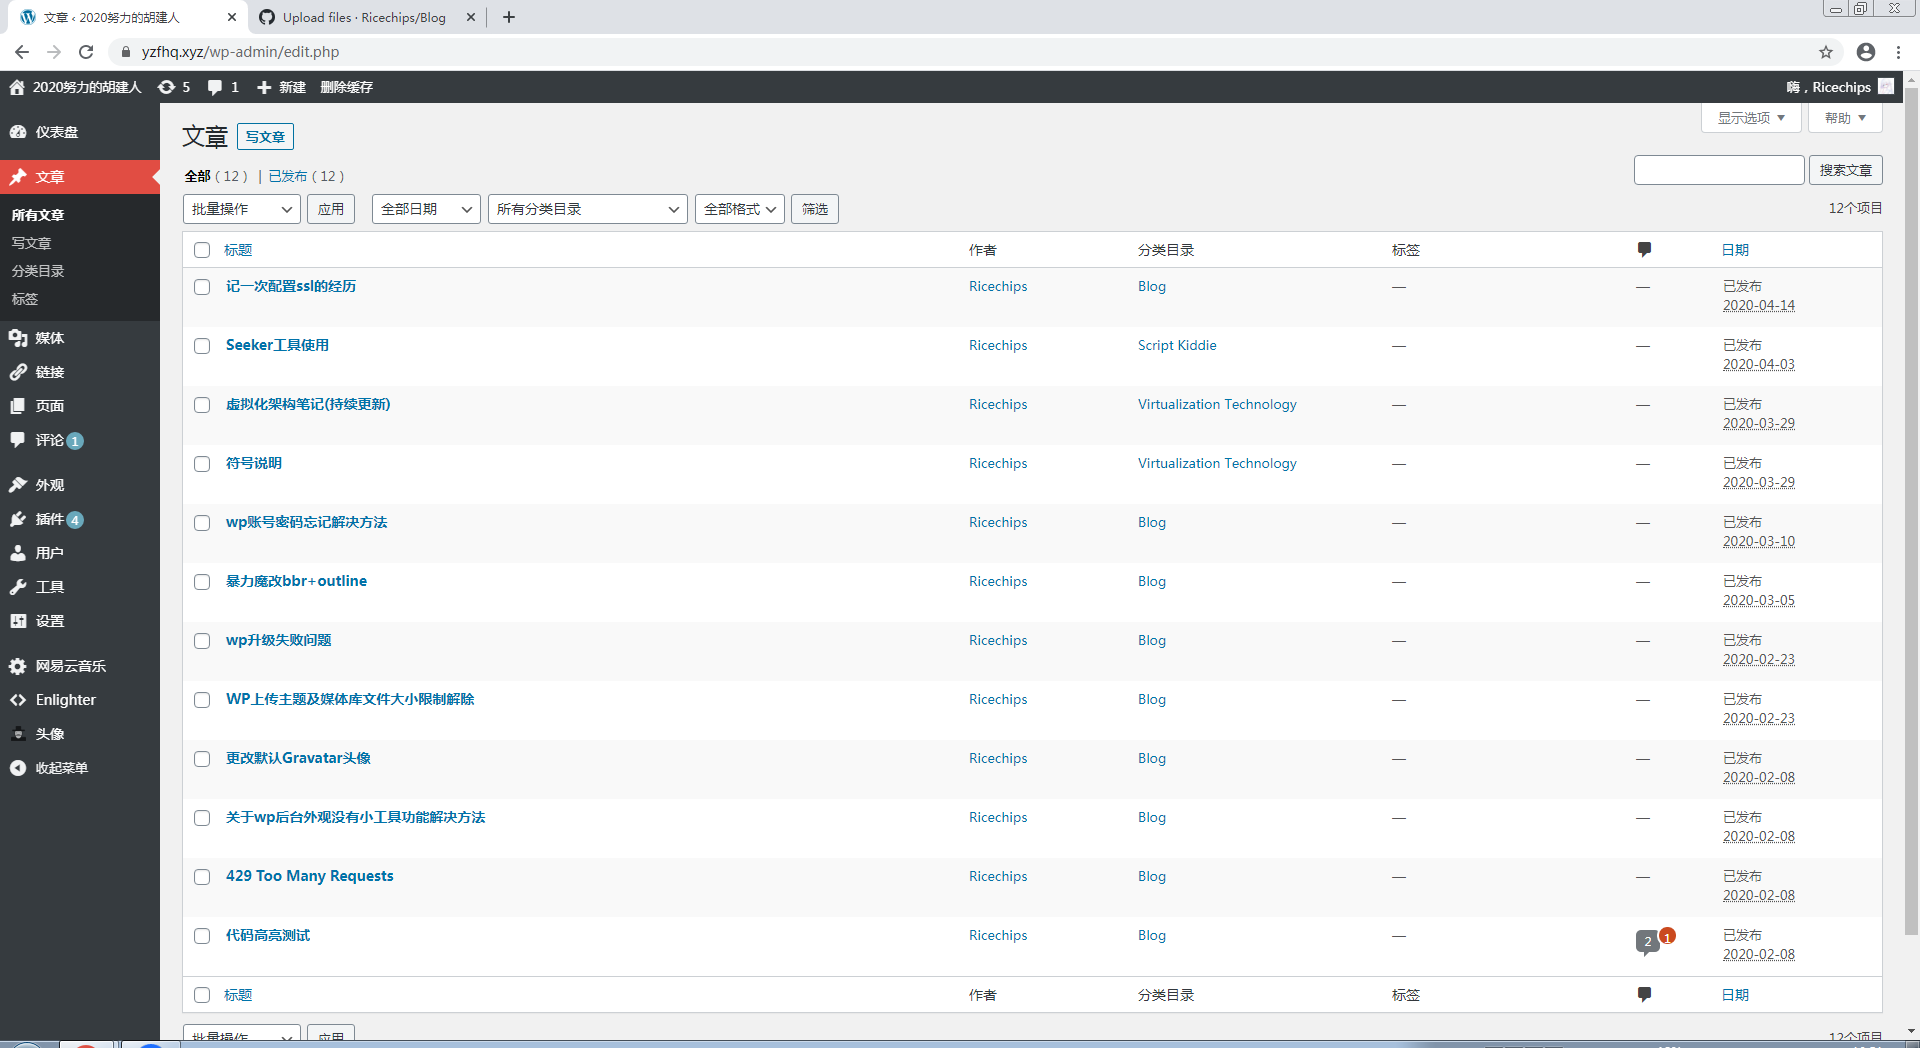 文章 ‹ 2020努力的胡建人
Upload files · Ricechips/Blog
yzfhq.xyz/wp-admin/edit.php
2020努力的胡建人 5 1 新建 删除缓存 嗨，Ricechips
仪表盘
文章
所有文章
写文章
分类目录
标签
媒体
链接
页面
评论 1
外观
插件 4
用户
工具
设置
网易云音乐
Enlighter
头像
收起菜单
显示选项 帮助
文章 写文章
全部（12） | 已发布（12）
搜索文章
批量操作 应用 全部日期 所有分类目录 全部格式 筛选 12个项目
标题 作者 分类目录 标签 日期
记一次配置ssl的经历 Ricechips Blog — — 已发布
2020-04-14
Seeker工具使用 Ricechips Script Kiddie — — 已发布
2020-04-03
虚拟化架构笔记(持续更新) Ricechips Virtualization Technology — — 已发布
2020-03-29
符号说明 Ricechips Virtualization Technology — — 已发布
2020-03-29
wp账号密码忘记解决方法 Ricechips Blog — — 已发布
2020-03-10
暴力魔改bbr+outline Ricechips Blog — — 已发布
2020-03-05
wp升级失败问题 Ricechips Blog — — 已发布
2020-02-23
WP上传主题及媒体库文件大小限制解除 Ricechips Blog — — 已发布
2020-02-23
更改默认Gravatar头像 Ricechips Blog — — 已发布
2020-02-08
关于wp后台外观没有小工具功能解决方法 Ricechips Blog — — 已发布
2020-02-08
429 Too Many Requests Ricechips Blog — — 已发布
2020-02-08
代码高亮测试 Ricechips Blog — 2 1 已发布
2020-02-08
标题 作者 分类目录 标签 日期
批量操作 应用 12个项目